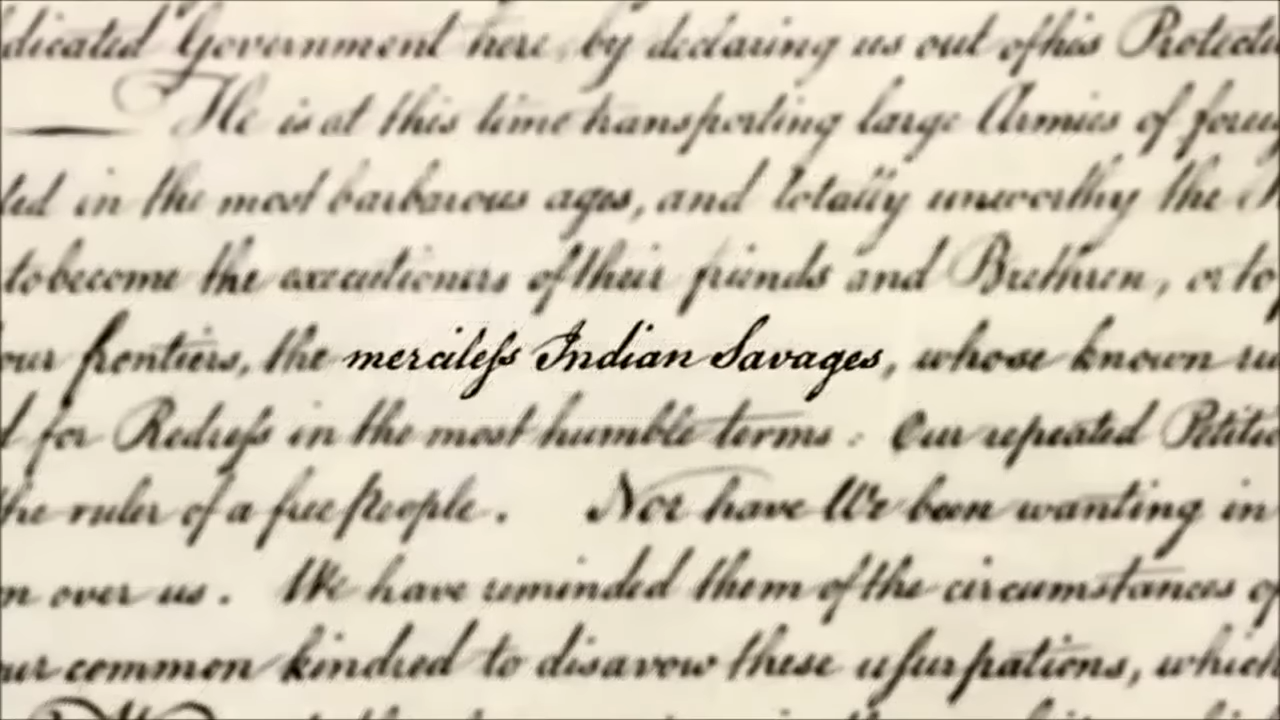 dicated Government here, by declaring us out of his Protecti
He is at this time transporting large Armies of foreig
ted in the most barbarous ages, and totally unworthy the
to become the executioners of their friends and Brethren, or to
our frontiers, the merciless Indian Savages, whose known ru
d for Redress in the most humble terms : Our repeated Petitio
the ruler of a free People. Nor have We been wanting in
n over us. We have reminded them of the circumstances of
our common kindred to disavow these usurpations, which